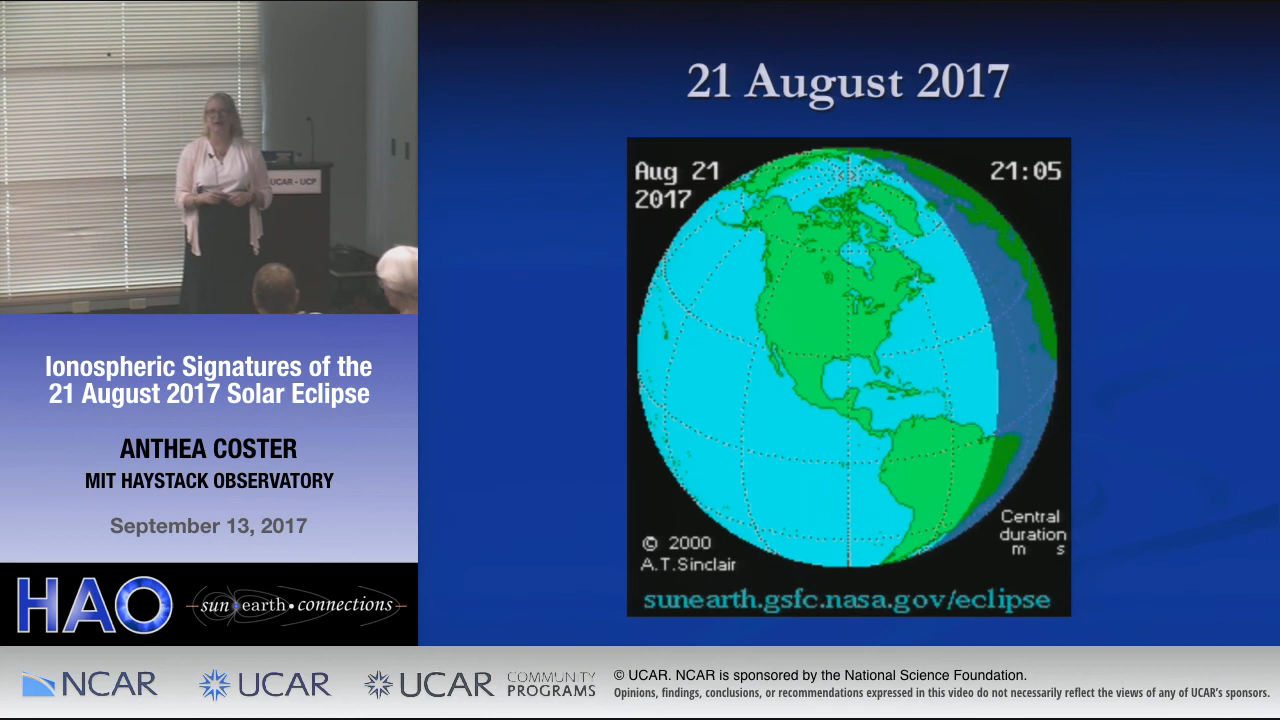 UCAR - UCP
Ionospheric Signatures of the
21 August 2017 Solar Eclipse
ANTHEA COSTER
MIT HAYSTACK OBSERVATORY
September 13, 2017
HAO
sun earth • connections
21 August 2017
Aug 21
2017
21:05
Central
duration
m s
© 2000
A.T.Sinclair
sunearth.gsfc.nasa.gov/eclipse
NCAR
UCAR
UCAR
COMMUNITY
PROGRAMS
© UCAR. NCAR is sponsored by the National Science Foundation.
Opinions, findings, conclusions, or recommendations expressed in this video do not necessarily reflect the views of any of UCAR's sponsors.